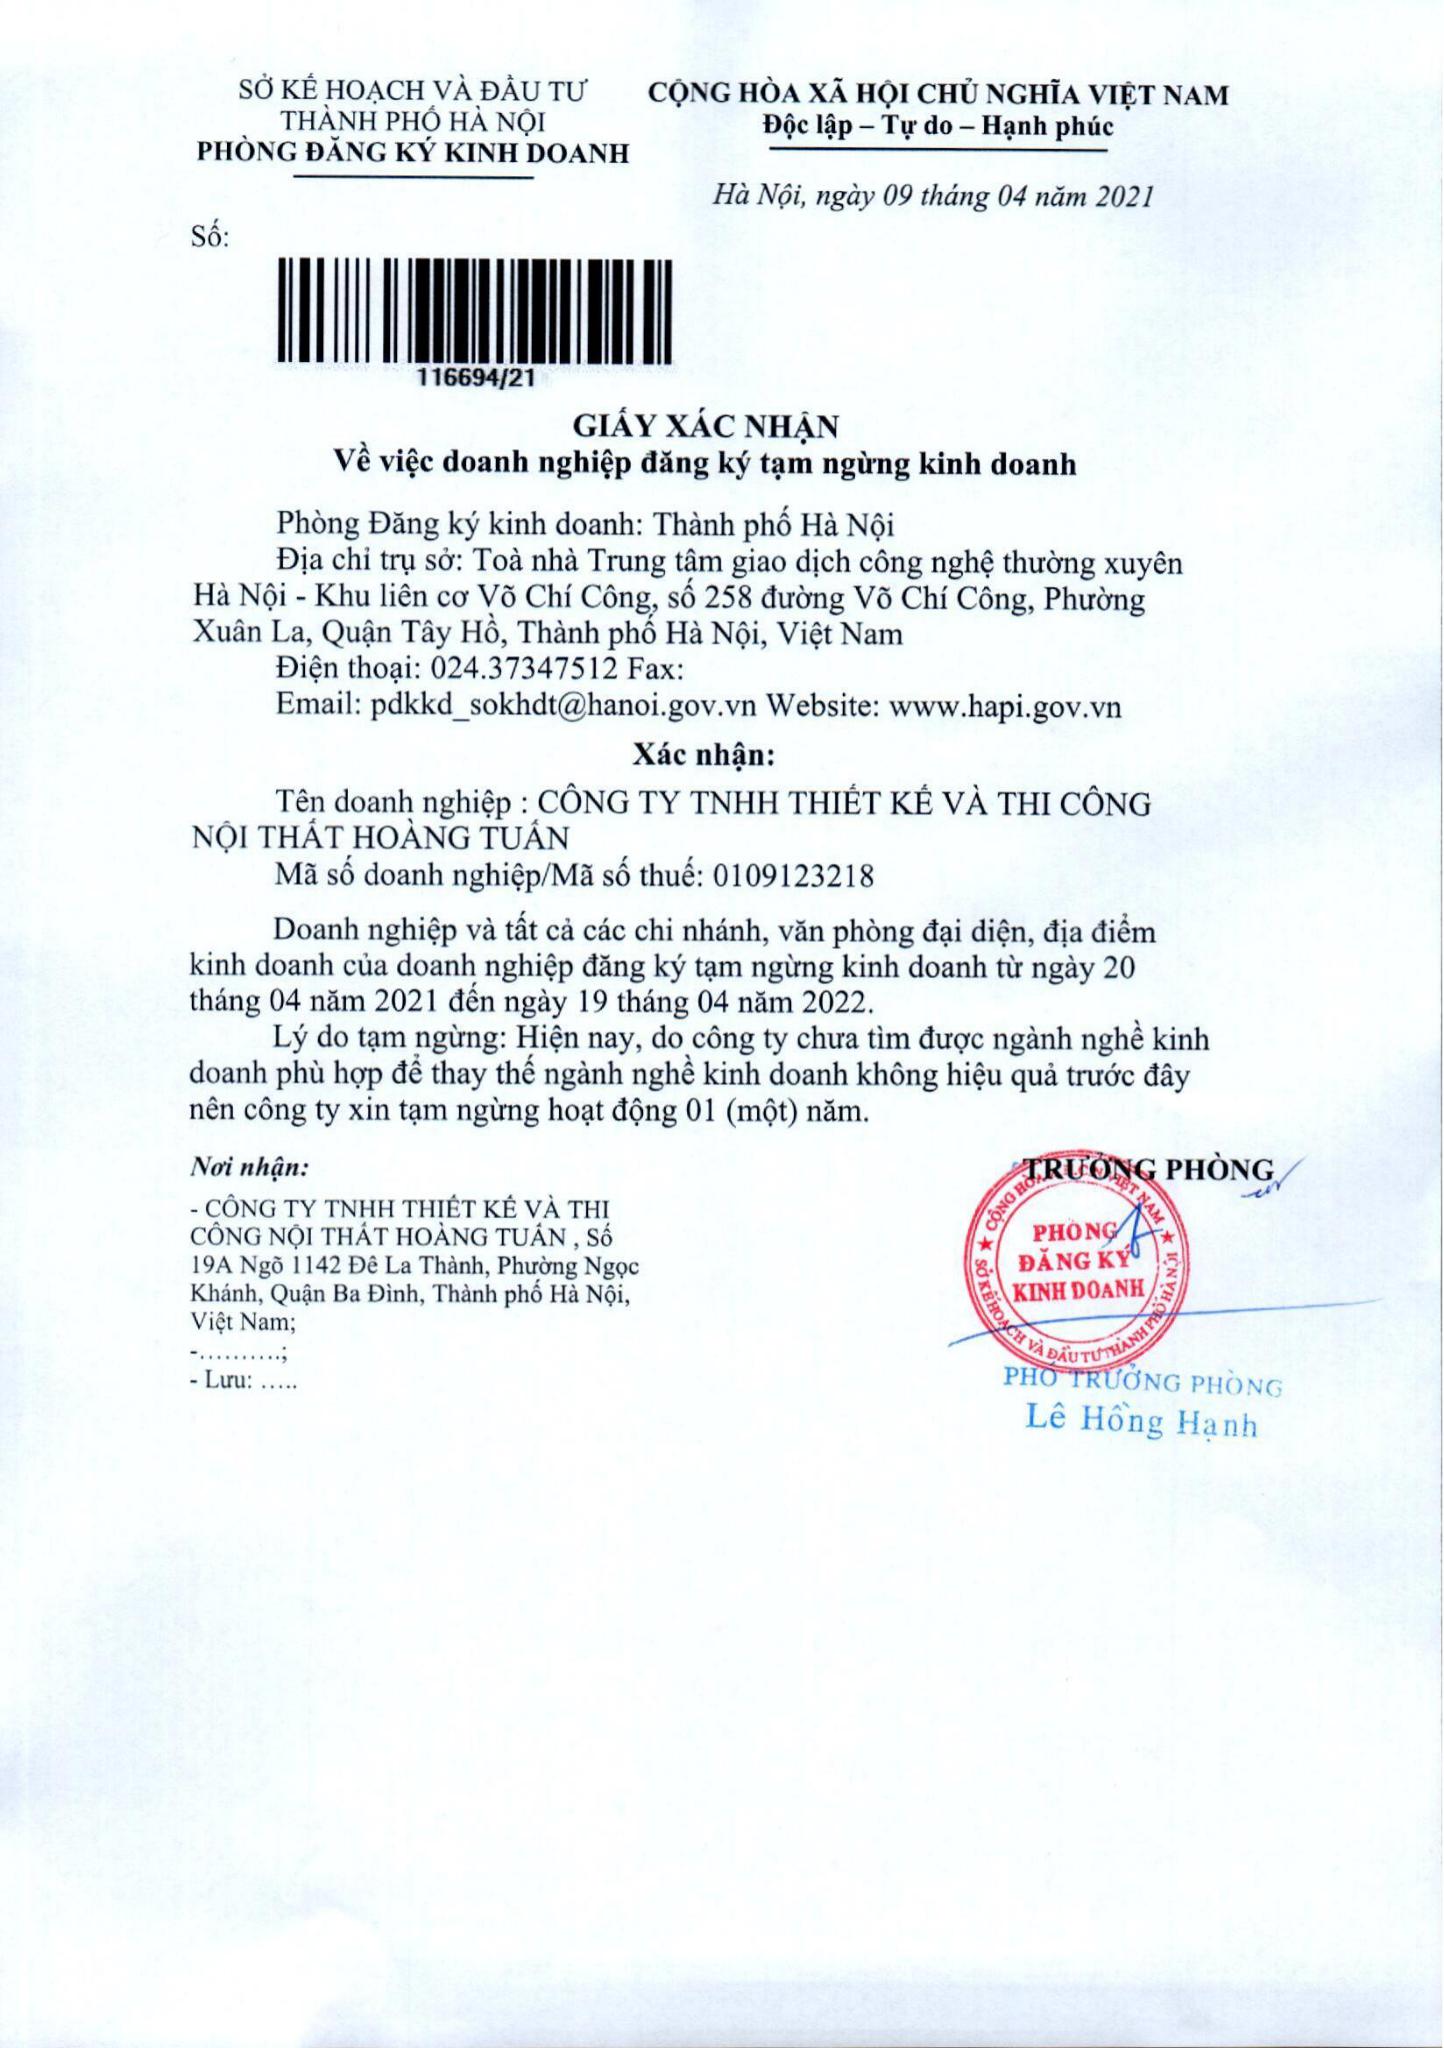 SỞ KẾ HOẠCH VÀ ĐẦU TƯ
THÀNH PHỐ HÀ NỘI
PHÒNG ĐĂNG KÝ KINH DOANH
CỘNG HÒA XÃ HỘI CHỦ NGHĨA VIỆT NAM
Độc lập – Tự do – Hạnh phúc
Hà Nội, ngày 09 tháng 04 năm 2021
Số:
116694/21
GIẤY XÁC NHẬN
Về việc doanh nghiệp đăng ký tạm ngừng kinh doanh
Phòng Đăng ký kinh doanh: Thành phố Hà Nội
Địa chỉ trụ sở: Toà nhà Trung tâm giao dịch công nghệ thường xuyên
Hà Nội - Khu liên cơ Võ Chí Công, số 258 đường Võ Chí Công, Phường
Xuân La, Quận Tây Hồ, Thành phố Hà Nội, Việt Nam
Điện thoại: 024.37347512 Fax:
Email: pdkkd_sokhdt@hanoi.gov.vn Website: www.hapi.gov.vn
Xác nhận:
Tên doanh nghiệp : CÔNG TY TNHH THIẾT KẾ VÀ THI CÔNG
NỘI THẤT HOÀNG TUẤN
Mã số doanh nghiệp/Mã số thuế: 0109123218
Doanh nghiệp và tất cả các chi nhánh, văn phòng đại diện, địa điểm
kinh doanh của doanh nghiệp đăng ký tạm ngừng kinh doanh từ ngày 20
tháng 04 năm 2021 đến ngày 19 tháng 04 năm 2022.
Lý do tạm ngừng: Hiện nay, do công ty chưa tìm được ngành nghề kinh
doanh phù hợp để thay thế ngành nghề kinh doanh không hiệu quả trước đây
nên công ty xin tạm ngừng hoạt động 01 (một) năm.
Nơi nhận:
- CÔNG TY TNHH THIẾT KẾ VÀ THI
CÔNG NỘI THẤT HOÀNG TUẤN , Số
19A Ngõ 1142 Đê La Thành, Phường Ngọc
Khánh, Quận Ba Đình, Thành phố Hà Nội,
Việt Nam;
-……….;
- Lưu: …..
TRƯỞNG PHÒNG
CỘNG HÒA X.H.C.N VIỆT NAM
PHÒNG
ĐĂNG KÝ
KINH DOANH
SỞ KẾ HOẠCH VÀ ĐẦU TƯ THÀNH PHỐ HÀ NỘI
PHÓ TRƯỞNG PHÒNG
Lê Hồng Hạnh